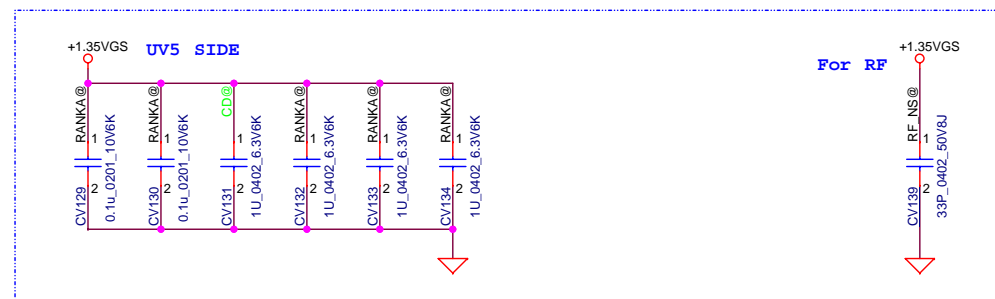 +1.35VGS
UV5 SIDE
RANKA@
1
2
CV129
0.1u_0201_10V6K
RANKA@
1
2
CV130
0.1u_0201_10V6K
CD@
1
2
CV131
1U_0402_6.3V6K
RANKA@
1
2
CV132
1U_0402_6.3V6K
RANKA@
1
2
CV133
1U_0402_6.3V6K
RANKA@
1
2
CV134
1U_0402_6.3V6K
For RF
+1.35VGS
RF_NS@
1
2
CV139
33P_0402_50V8J